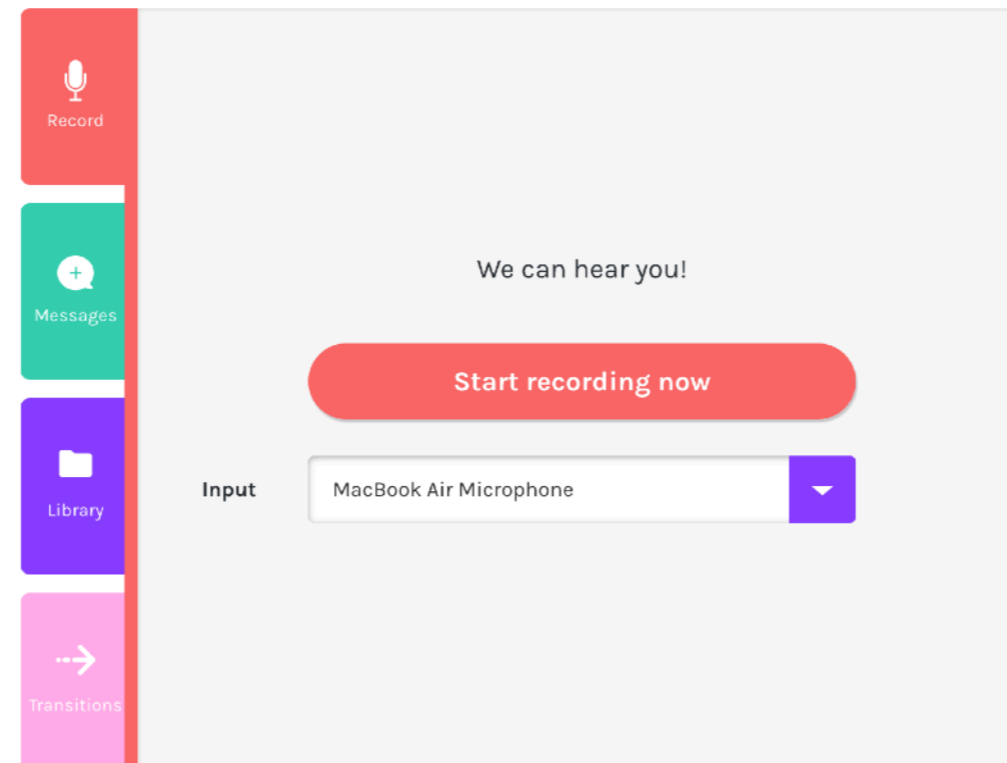 Record
Messages
Library
Transitions
We can hear you!
Start recording now
Input
MacBook Air Microphone